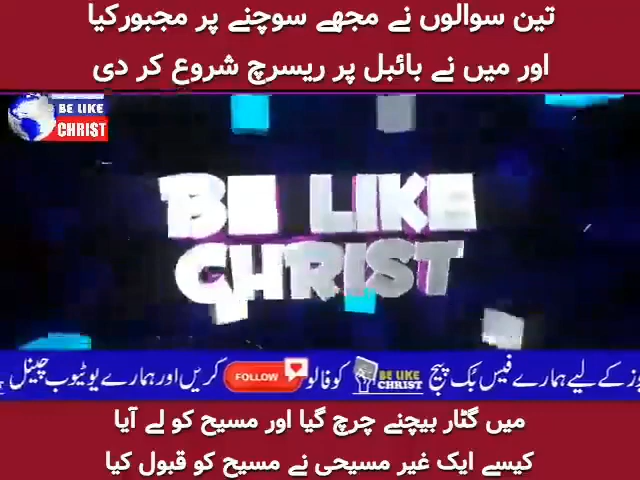 تین سوالوں نے مجھے سوچنے پر مجبورکیا
اور میں نے بائبل پر ریسرچ شروع کر دی
BE LIKE
CHRIST
BE LIKE
CHRIST
کے لیے ہمارے فیس بک پیج BE LIKE CHRIST کو فالو FOLLOW کریں اور ہمارے یوٹیوب چینل
میں گٹار بیچنے چرچ گیا اور مسیح کو لے آیا
کیسے ایک غیر مسیحی نے مسیح کو قبول کیا